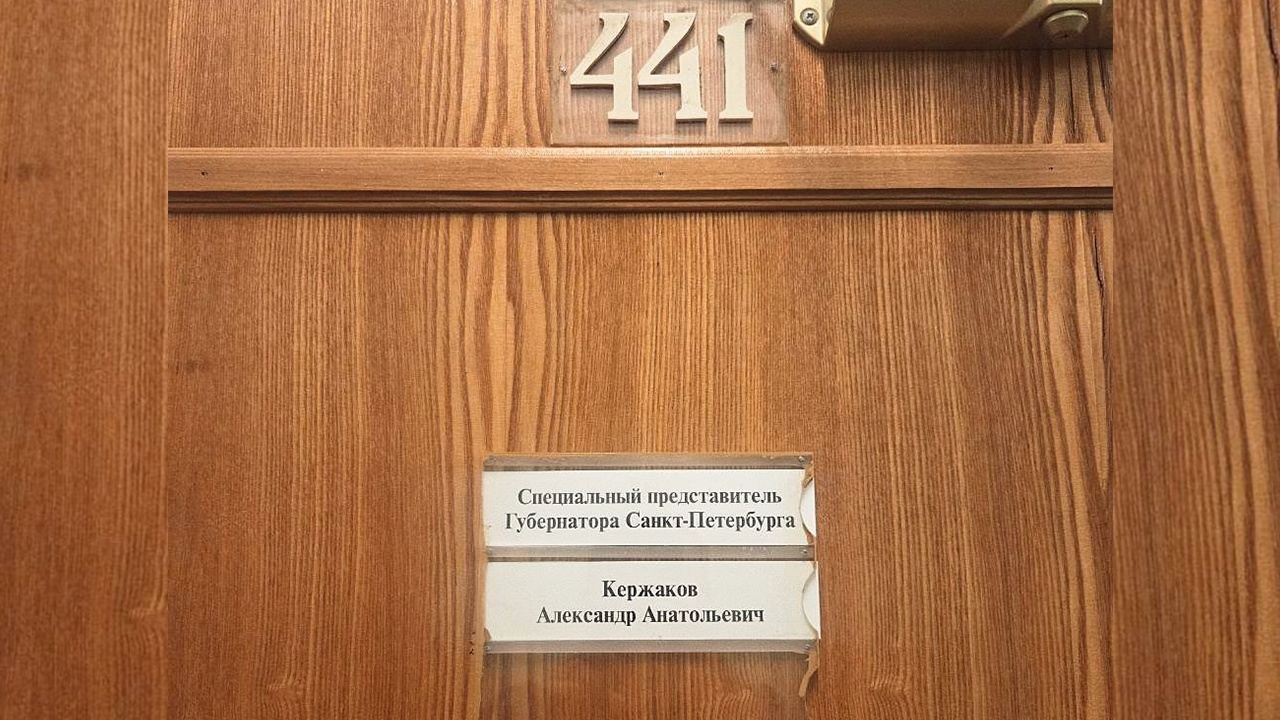 441
Специальный представитель
Губернатора Санкт-Петербурга
Кержаков
Александр Анатольевич